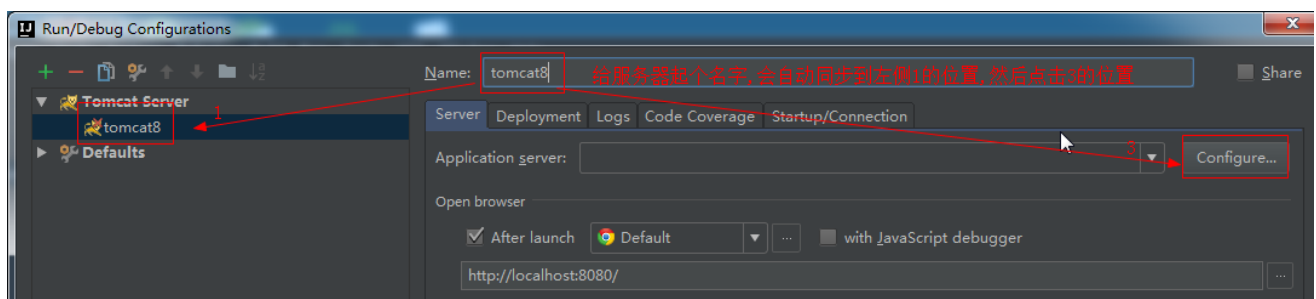 Run/Debug Configurations
Name: tomcat8 给服务器起个名字,会自动同步到左侧1的位置,然后点击3的位置 Share
Tomcat Server
1
tomcat8
Defaults
Server Deployment Logs Code Coverage Startup/Connection
Application server: 3 Configure...
Open browser
After launch Default ... with JavaScript debugger
http://localhost:8080/ ...